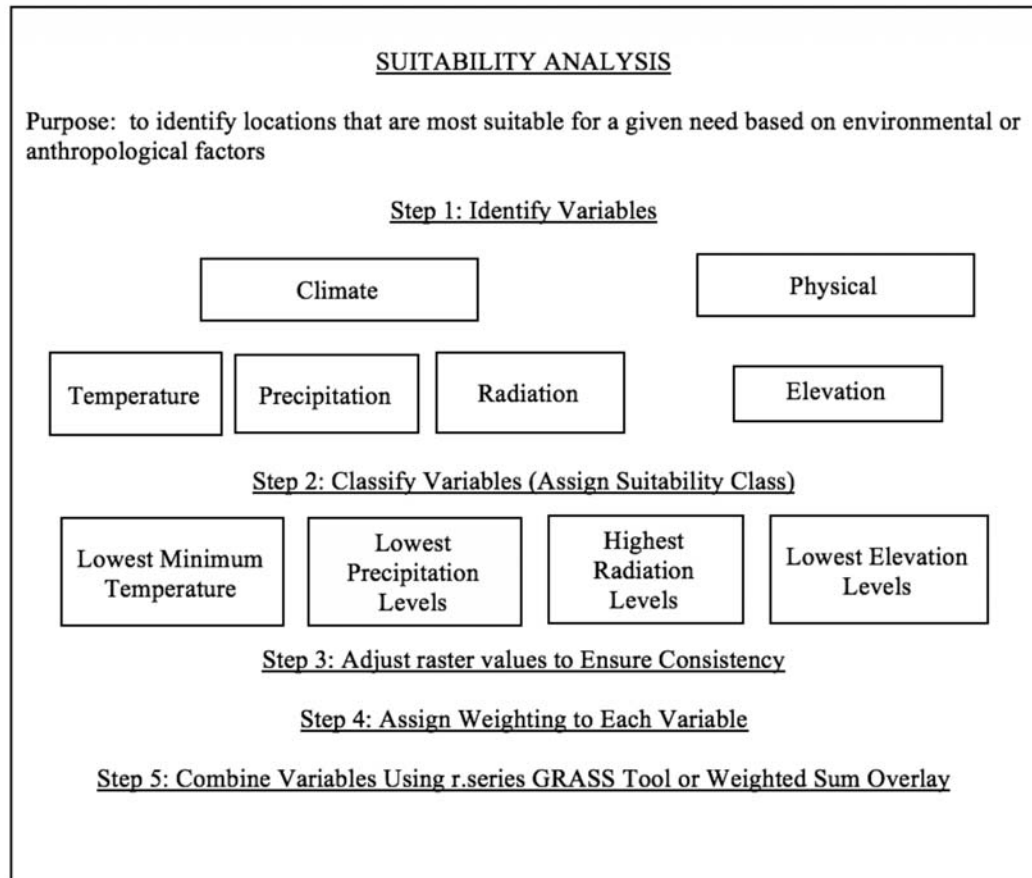 SUITABILITY ANALYSIS
Purpose:  to identify locations that are most suitable for a given need based on environmental or
anthropological factors
Step 1: Identify Variables
Climate
Physical
Temperature
Precipitation
Radiation
Elevation
Step 2: Classify Variables (Assign Suitability Class)
Lowest Minimum
Temperature
Lowest
Precipitation
Levels
Highest
Radiation
Levels
Lowest Elevation
Levels
Step 3: Adjust raster values to Ensure Consistency
Step 4: Assign Weighting to Each Variable
Step 5: Combine Variables Using r.series GRASS Tool or Weighted Sum Overlay